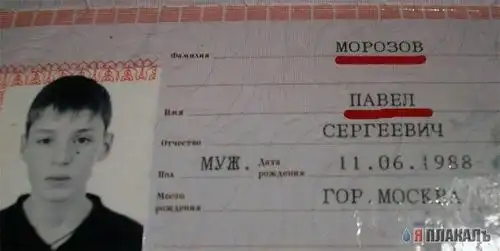 Фамилия МОРОЗОВ
Имя ПАВЕЛ
Отчество СЕРГЕЕВИЧ
Пол МУЖ. Дата рождения 11.06.1988
Место рождения ГОР. МОСКВА
ЯПЛАКАЛЪ